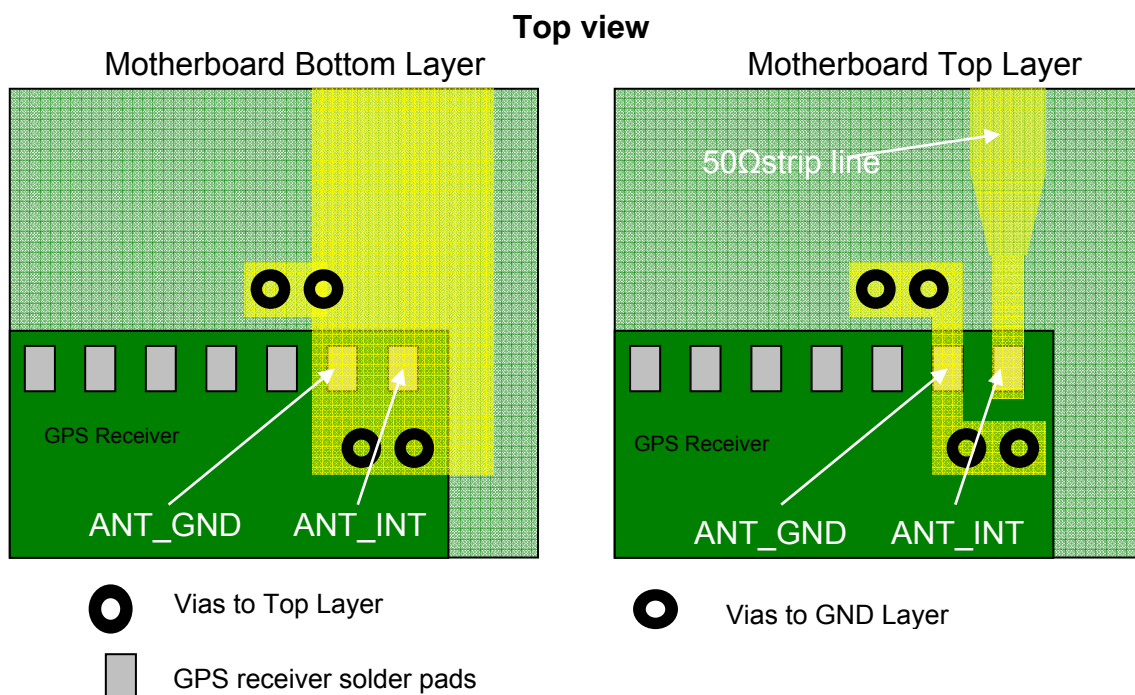 Top view
Motherboard Bottom Layer
Motherboard Top Layer
50Ωstrip line
GPS Receiver
GPS Receiver
ANT_GND
ANT_INT
ANT_GND
ANT_INT
Vias to Top Layer
Vias to GND Layer
GPS receiver solder pads